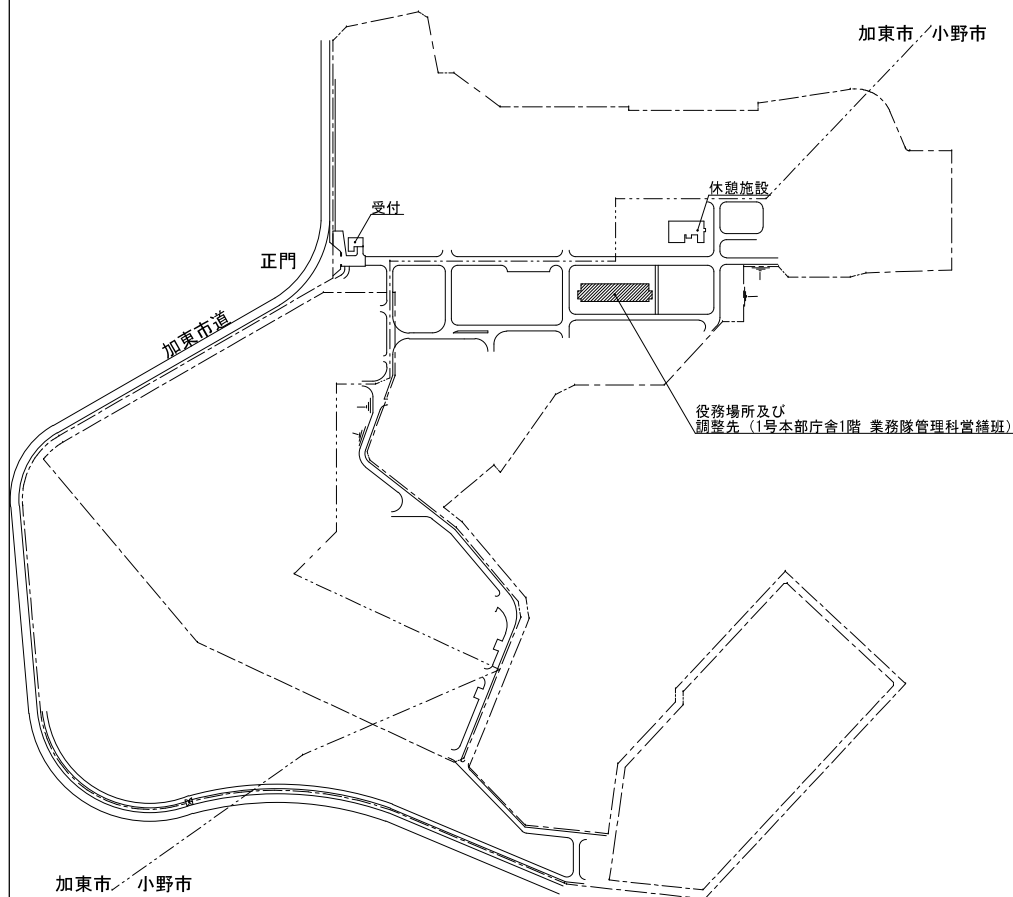 加東市 小野市
休憩施設
受付
正門
加東市道
役務場所及び
調整先（1号本部庁舎1階 業務隊管理科営繕班）
加東市 小野市